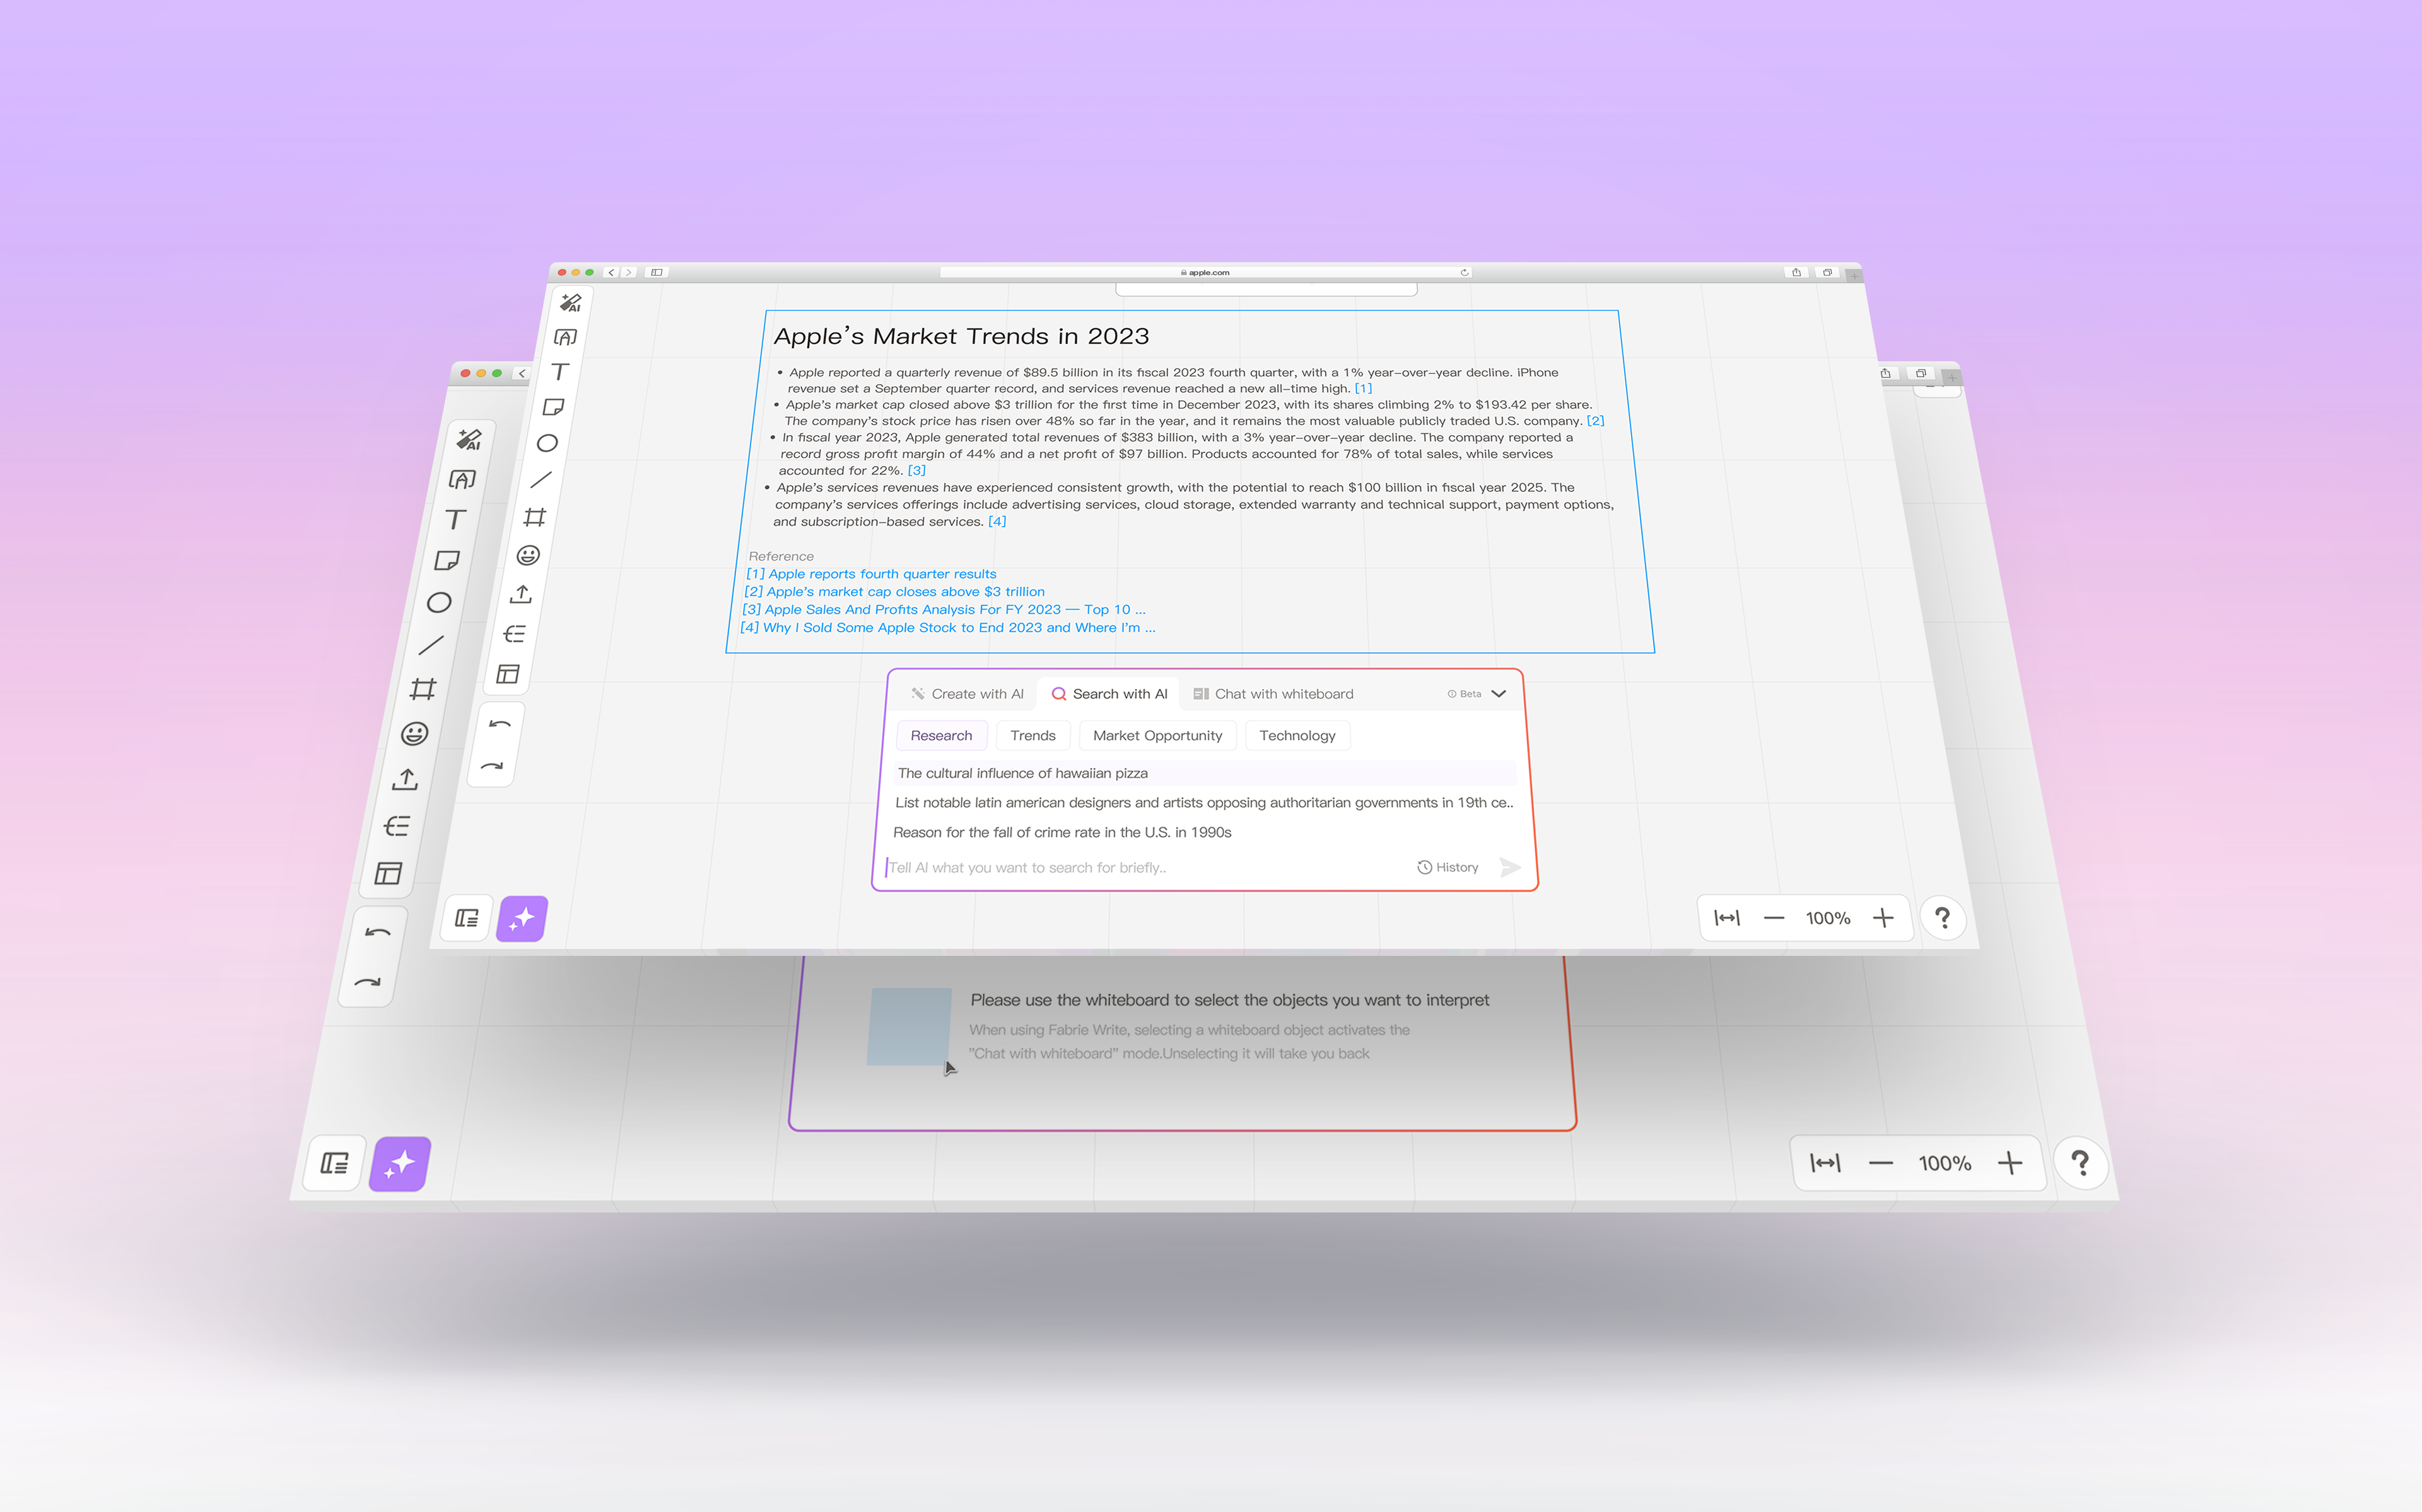 apple.com
AI
Apple’s Market Trends in 2023
• Apple reported a quarterly revenue of $89.5 billion in its fiscal 2023 fourth quarter, with a 1% year-over-year decline. iPhone
revenue set a September quarter record, and services revenue reached a new all-time high. [1]
• Apple’s market cap closed above $3 trillion for the first time in December 2023, with its shares climbing 2% to $193.42 per share.
The company’s stock price has risen over 48% so far in the year, and it remains the most valuable publicly traded U.S. company. [2]
• In fiscal year 2023, Apple generated total revenues of $383 billion, with a 3% year-over-year decline. The company reported a
record gross profit margin of 44% and a net profit of $97 billion. Products accounted for 78% of total sales, while services
accounted for 22%. [3]
• Apple’s services revenues have experienced consistent growth, with the potential to reach $100 billion in fiscal year 2025. The
company’s services offerings include advertising services, cloud storage, extended warranty and technical support, payment options,
and subscription-based services. [4]
Reference
[1] Apple reports fourth quarter results
[2] Apple’s market cap closes above $3 trillion
[3] Apple Sales And Profits Analysis For FY 2023 — Top 10 ...
[4] Why I Sold Some Apple Stock to End 2023 and Where I’m ...
Create with AI Search with AI Chat with whiteboard Beta
Research Trends Market Opportunity Technology
The cultural influence of hawaiian pizza
List notable latin american designers and artists opposing authoritarian governments in 19th ce..
Reason for the fall of crime rate in the U.S. in 1990s
Tell AI what you want to search for briefly.. History
100% ?
AI
Please use the whiteboard to select the objects you want to interpret
When using Fabrie Write, selecting a whiteboard object activates the
"Chat with whiteboard" mode.Unselecting it will take you back
100% ?